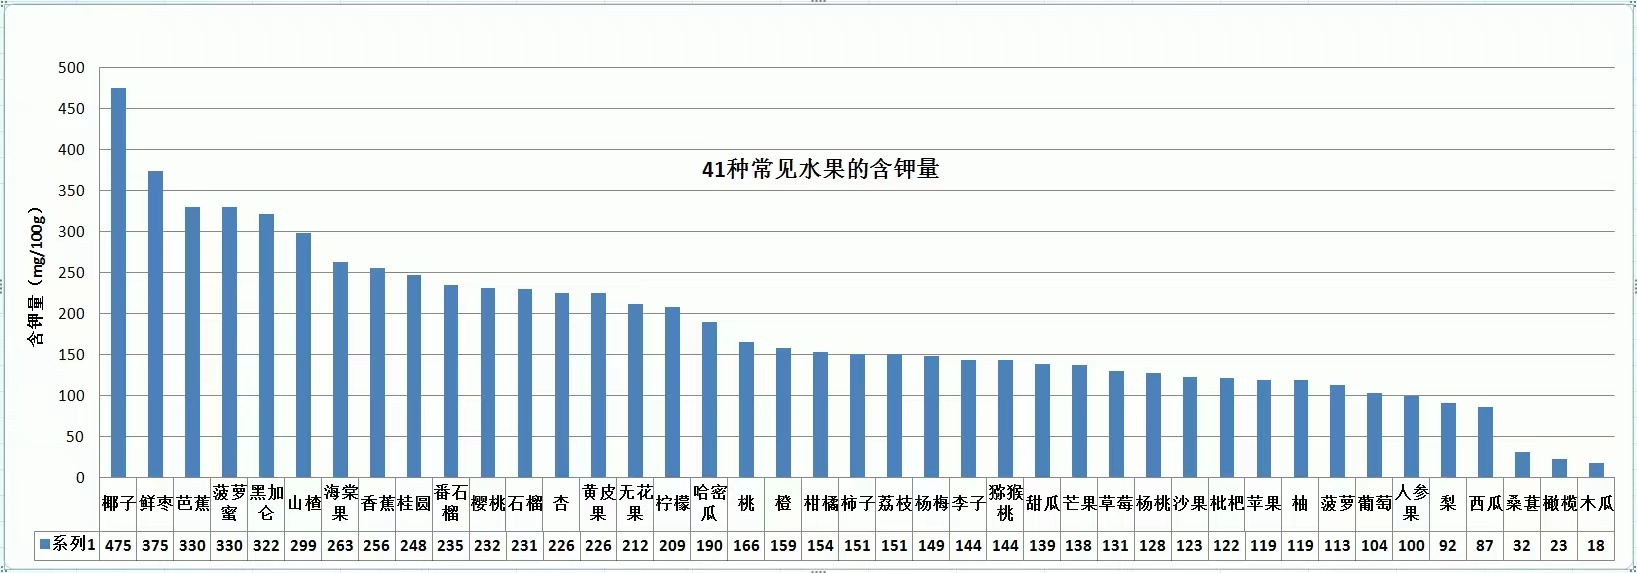 500
450
400
350
300
250
200
150
100
50
0
含钾量（mg/100g）
41种常见水果的含钾量
椰子 鲜枣 芭蕉 菠萝蜜 黑加仑 山楂 海棠果 香蕉 桂圆 番石榴 樱桃 石榴 杏 黄皮果 无花果 柠檬 哈密瓜 桃 橙 柑橘 柿子 荔枝 杨梅 李子 猕猴桃 甜瓜 芒果 草莓 杨桃 沙果 枇杷 苹果 柚 菠萝 葡萄 人参果 梨 西瓜 桑葚 橄榄 木瓜
系列1 475 375 330 330 322 299 263 256 248 235 232 231 226 226 212 209 190 166 159 154 151 151 149 144 144 139 138 131 128 123 122 119 119 113 104 100 92 87 32 23 18